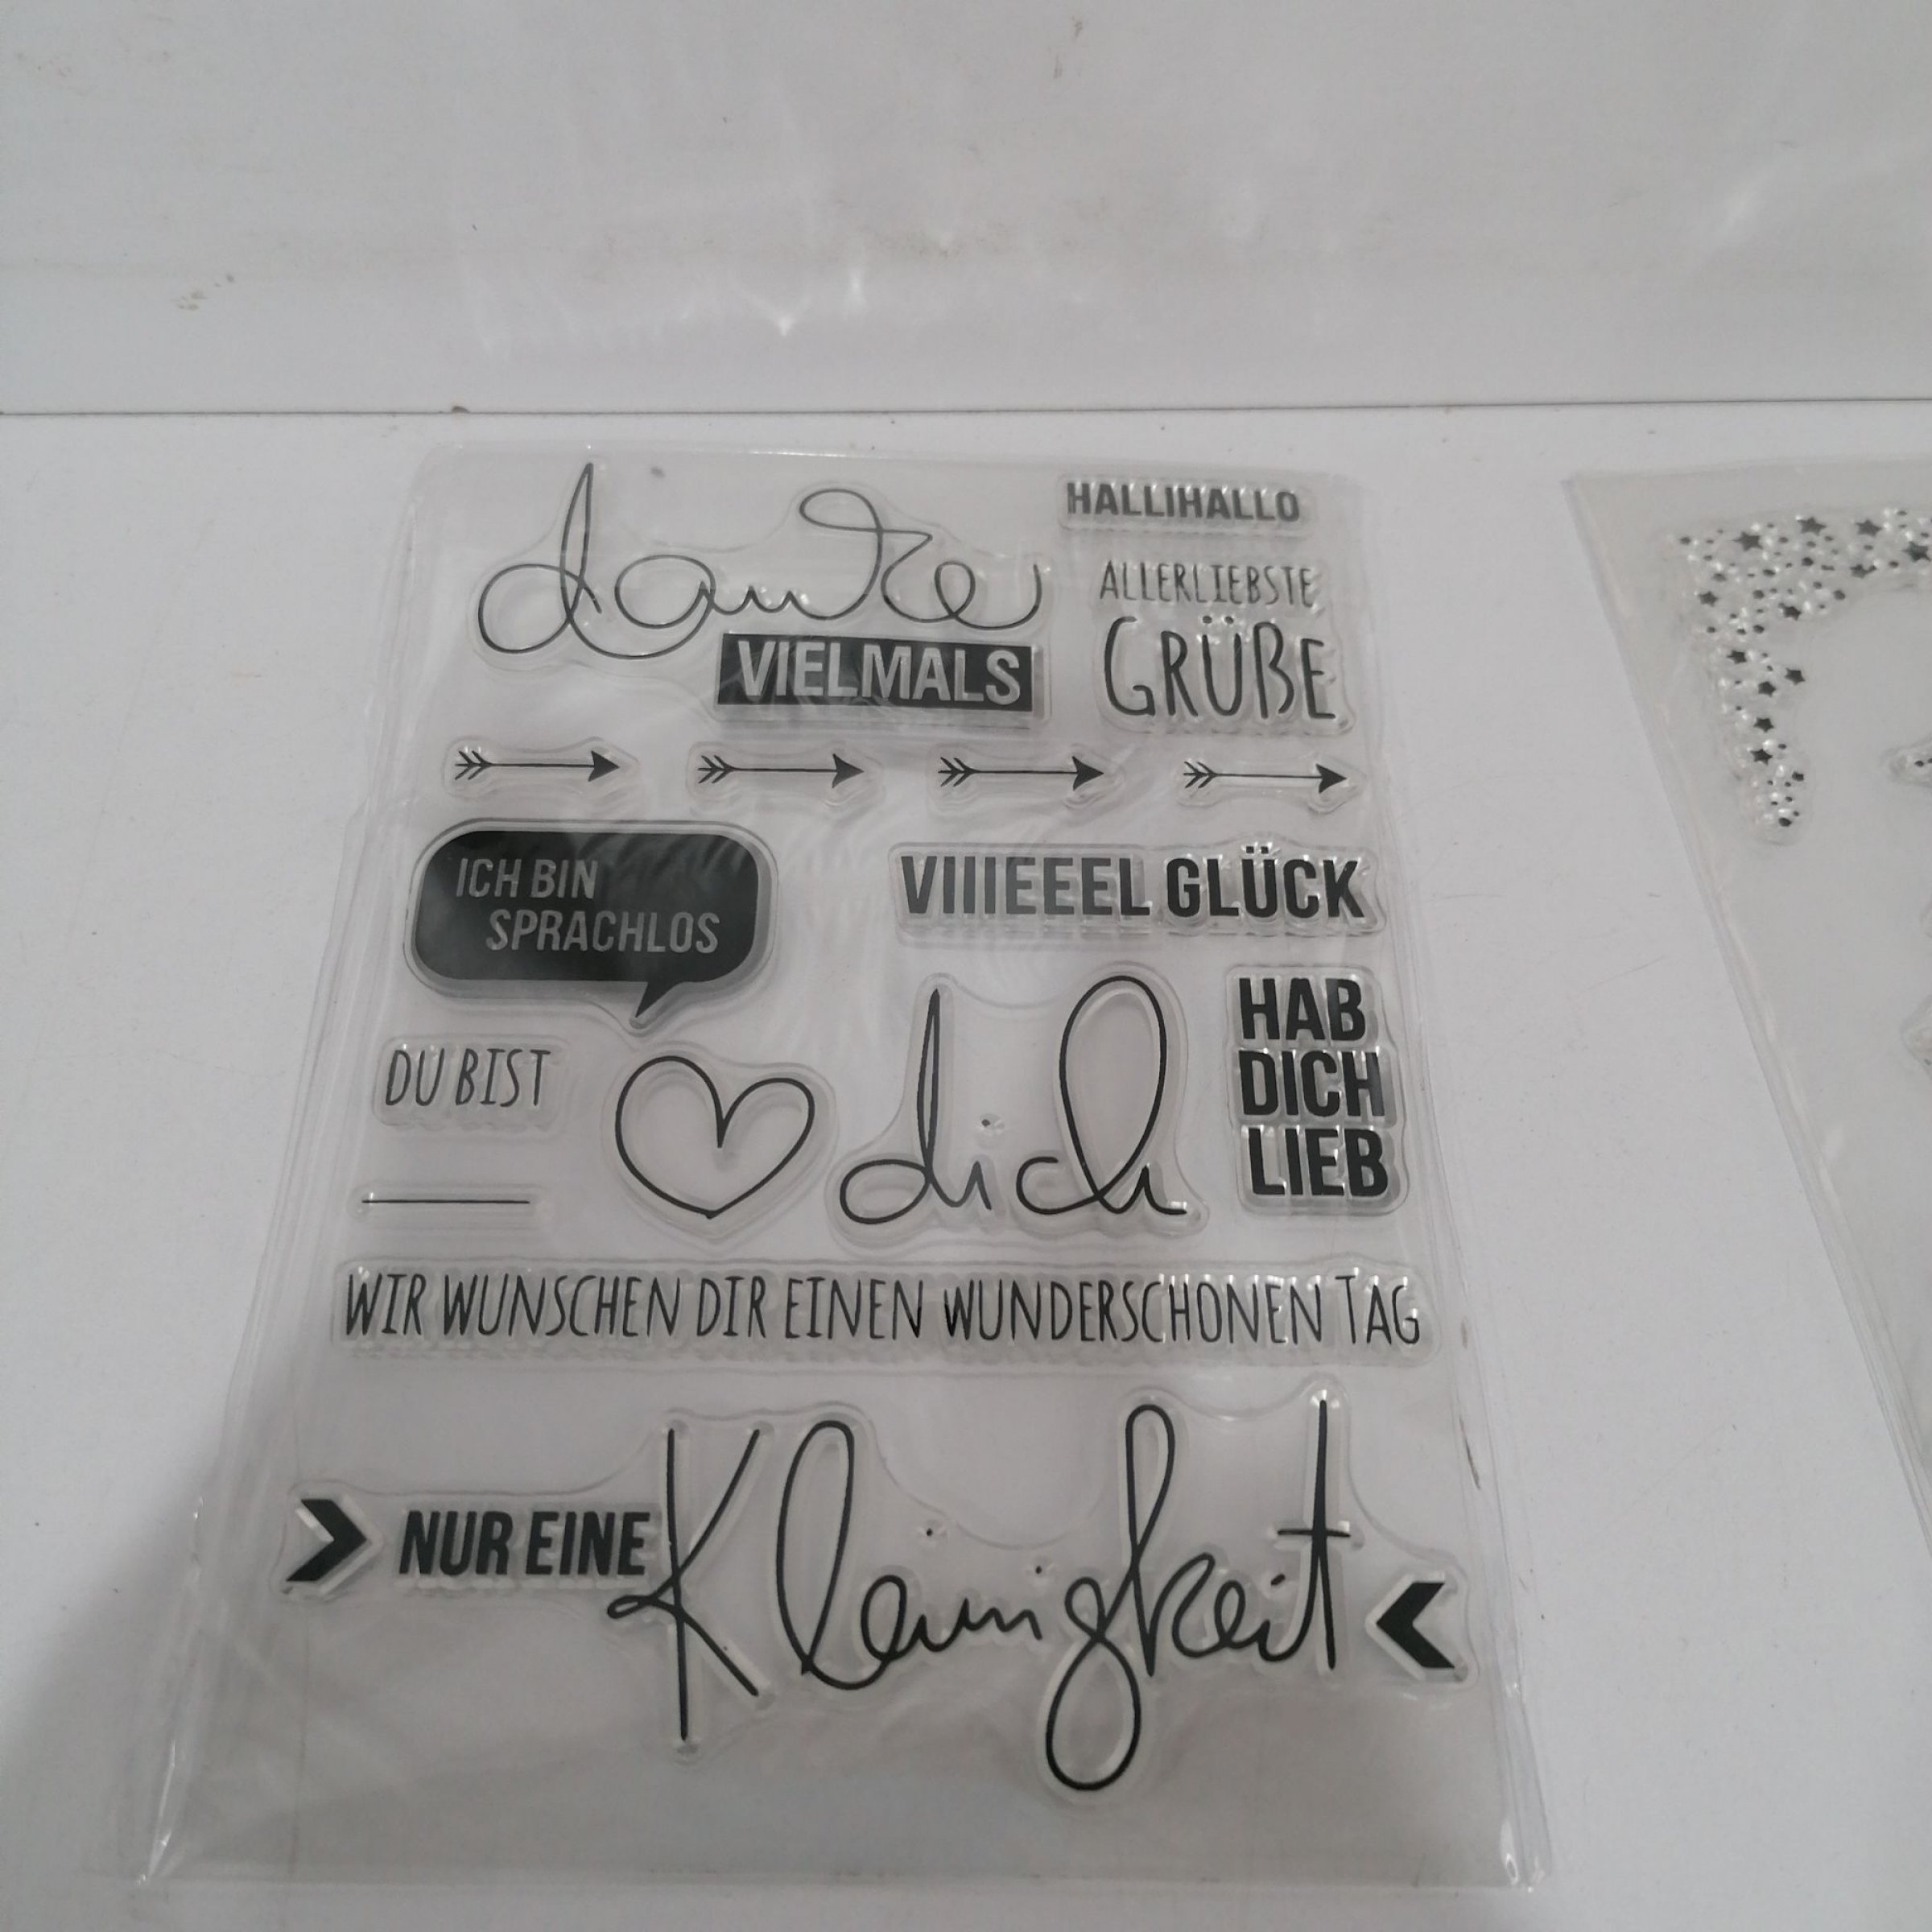 danke
HALLIHALLO
ALLERLIEBSTE
GRÜßE
VIELMALS
ICH BIN
SPRACHLOS
VIIIEEEL GLÜCK
DU BIST
dich
HAB
DICH
LIEB
WIR WUNSCHEN DIR EINEN WUNDERSCHONEN TAG
NUR EINE Kleinigkeit